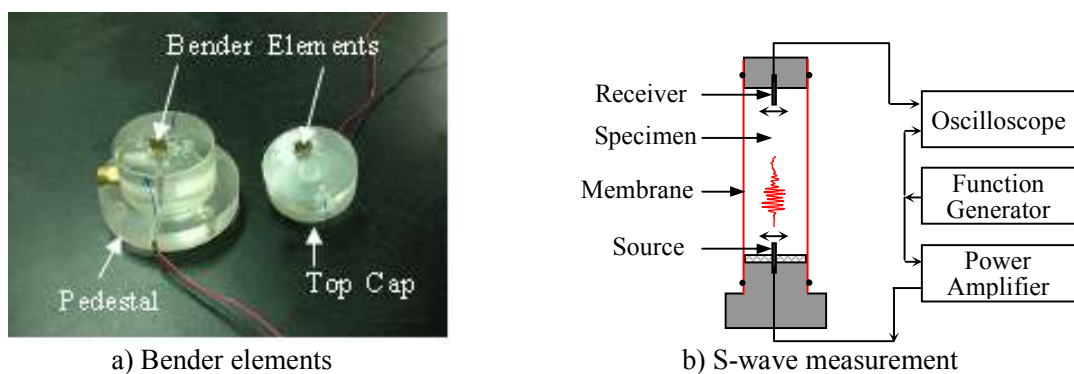 Bender Elements
Pedestal
Top Cap
a) Bender elements
Receiver
Specimen
Membrane
Source
Oscilloscope
Function
Generator
Power
Amplifier
b) S-wave measurement